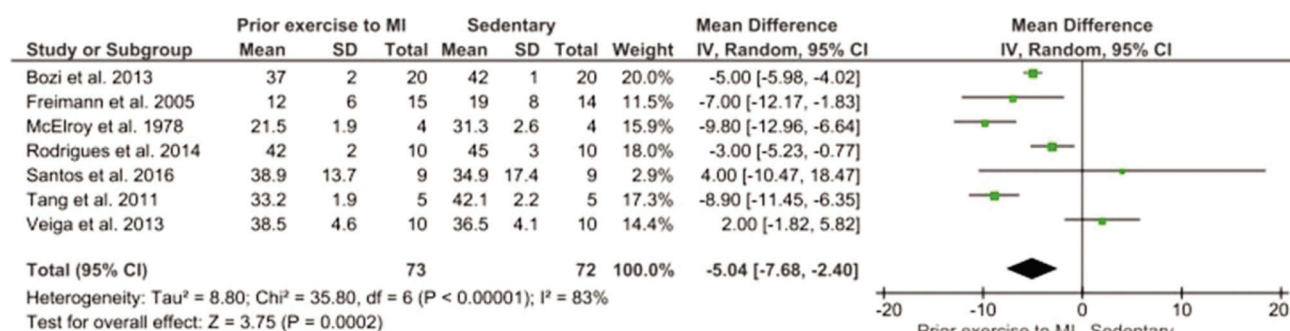 Prior exercise to MI Sedentary Mean Difference Mean Difference
Study or Subgroup Mean SD Total Mean SD Total Weight IV, Random, 95% CI IV, Random, 95% CI
Bozi et al. 2013 37 2 20 42 1 20 20.0% -5.00 [-5.98, -4.02]
Freimann et al. 2005 12 6 15 19 8 14 11.5% -7.00 [-12.17, -1.83]
McElroy et al. 1978 21.5 1.9 4 31.3 2.6 4 15.9% -9.80 [-12.96, -6.64]
Rodrigues et al. 2014 42 2 10 45 3 10 18.0% -3.00 [-5.23, -0.77]
Santos et al. 2016 38.9 13.7 9 34.9 17.4 9 2.9% 4.00 [-10.47, 18.47]
Tang et al. 2011 33.2 1.9 5 42.1 2.2 5 17.3% -8.90 [-11.45, -6.35]
Veiga et al. 2013 38.5 4.6 10 36.5 4.1 10 14.4% 2.00 [-1.82, 5.82]
Total (95% CI) 73 72 100.0% -5.04 [-7.68, -2.40]
Heterogeneity: Tau² = 8.80; Chi² = 35.80, df = 6 (P < 0.00001); I² = 83%
Test for overall effect: Z = 3.75 (P = 0.0002)
-20 -10 0 10 20
Prior exercise to MI Sedentary